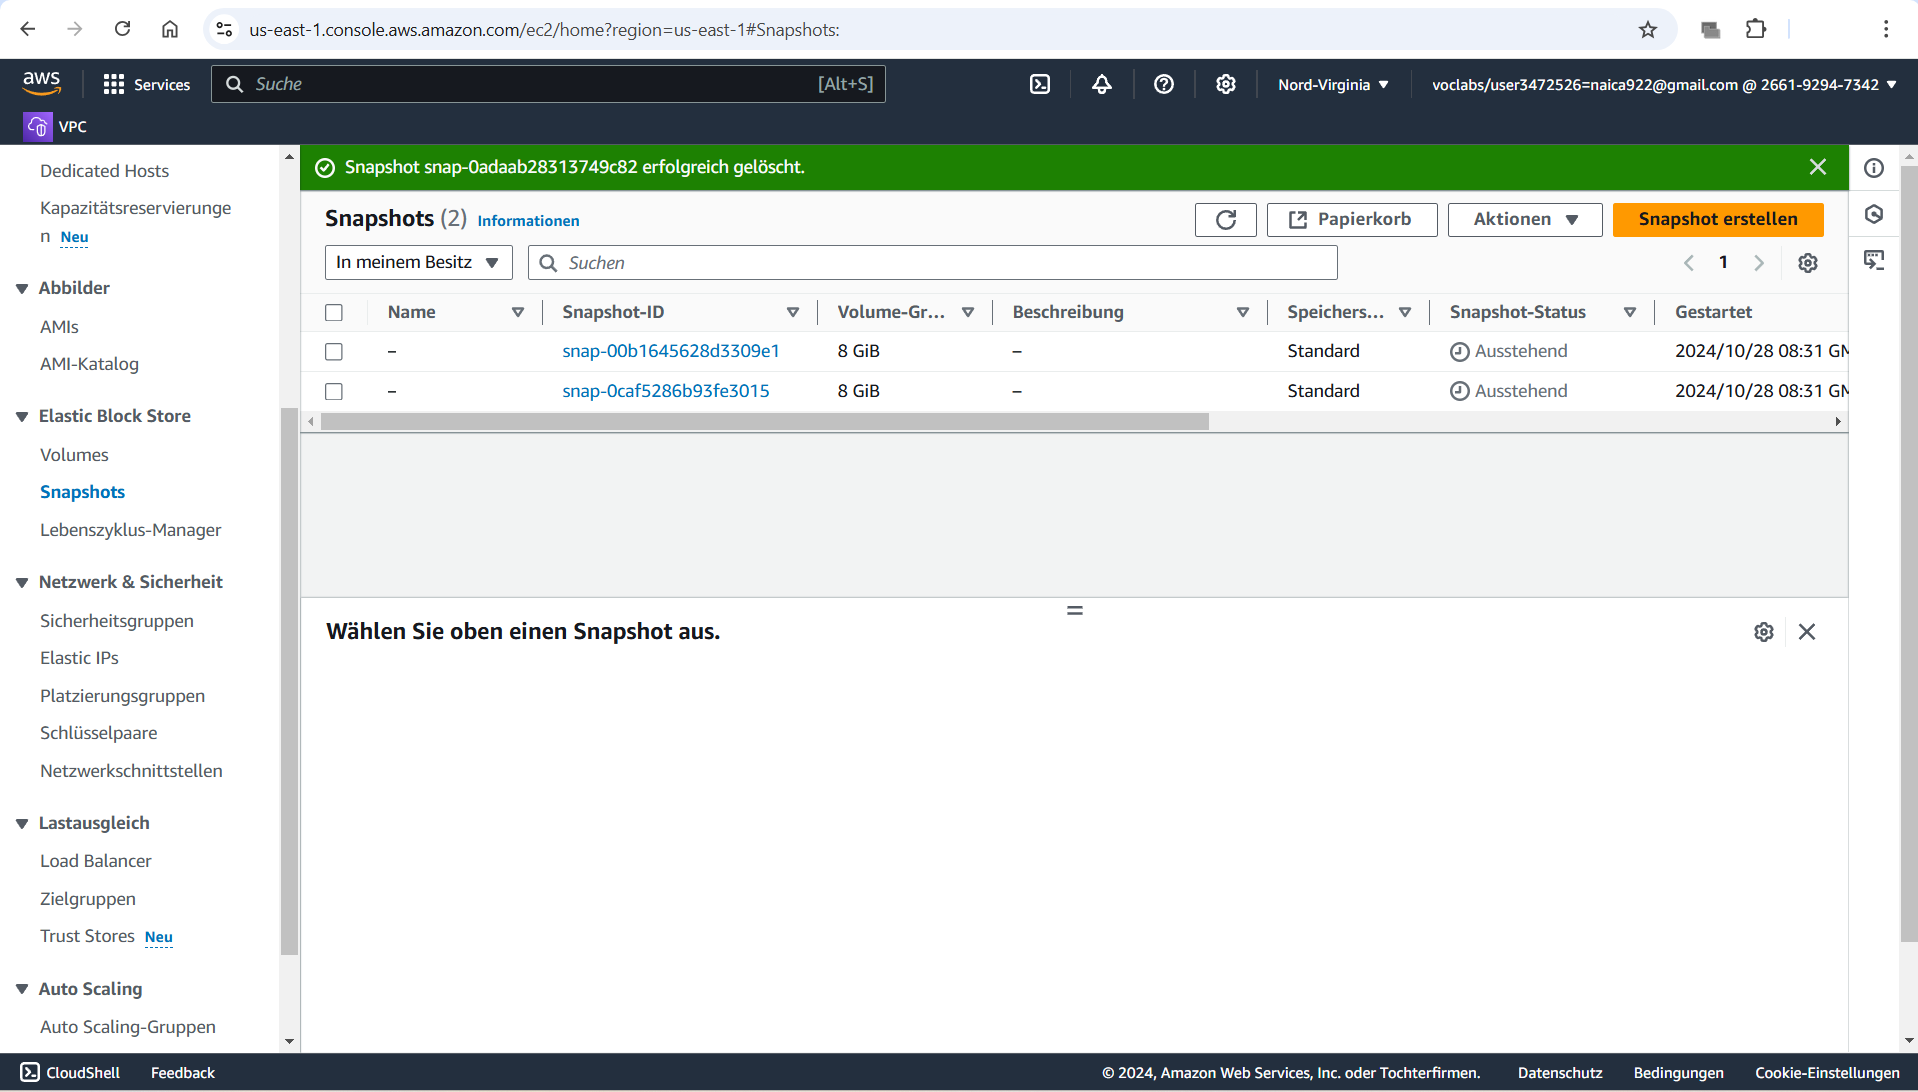 us-east-1.console.aws.amazon.com/ec2/home?region=us-east-1#Snapshots:
aws
Services
Suche
[Alt+S]
Nord-Virginia
voclabs/user3472526=naica922@gmail.com @ 2661-9294-7342
VPC
Dedicated Hosts
Kapazitätsreservierunge
n Neu
Abbilder
AMIs
AMI-Katalog
Elastic Block Store
Volumes
Snapshots
Lebenszyklus-Manager
Netzwerk & Sicherheit
Sicherheitsgruppen
Elastic IPs
Platzierungsgruppen
Schlüsselpaare
Netzwerkschnittstellen
Lastausgleich
Load Balancer
Zielgruppen
Trust Stores Neu
Auto Scaling
Auto Scaling-Gruppen
Snapshot snap-0adaab28313749c82 erfolgreich gelöscht.
Snapshots (2) Informationen
Papierkorb
Aktionen
Snapshot erstellen
In meinem Besitz
Suchen
1
Name Snapshot-ID Volume-Gr... Beschreibung Speichers... Snapshot-Status Gestartet
– snap-00b1645628d3309e1 8 GiB – Standard Ausstehend 2024/10/28 08:31 GM
– snap-0caf5286b93fe3015 8 GiB – Standard Ausstehend 2024/10/28 08:31 GM
Wählen Sie oben einen Snapshot aus.
CloudShell Feedback © 2024, Amazon Web Services, Inc. oder Tochterfirmen. Datenschutz Bedingungen Cookie-Einstellungen